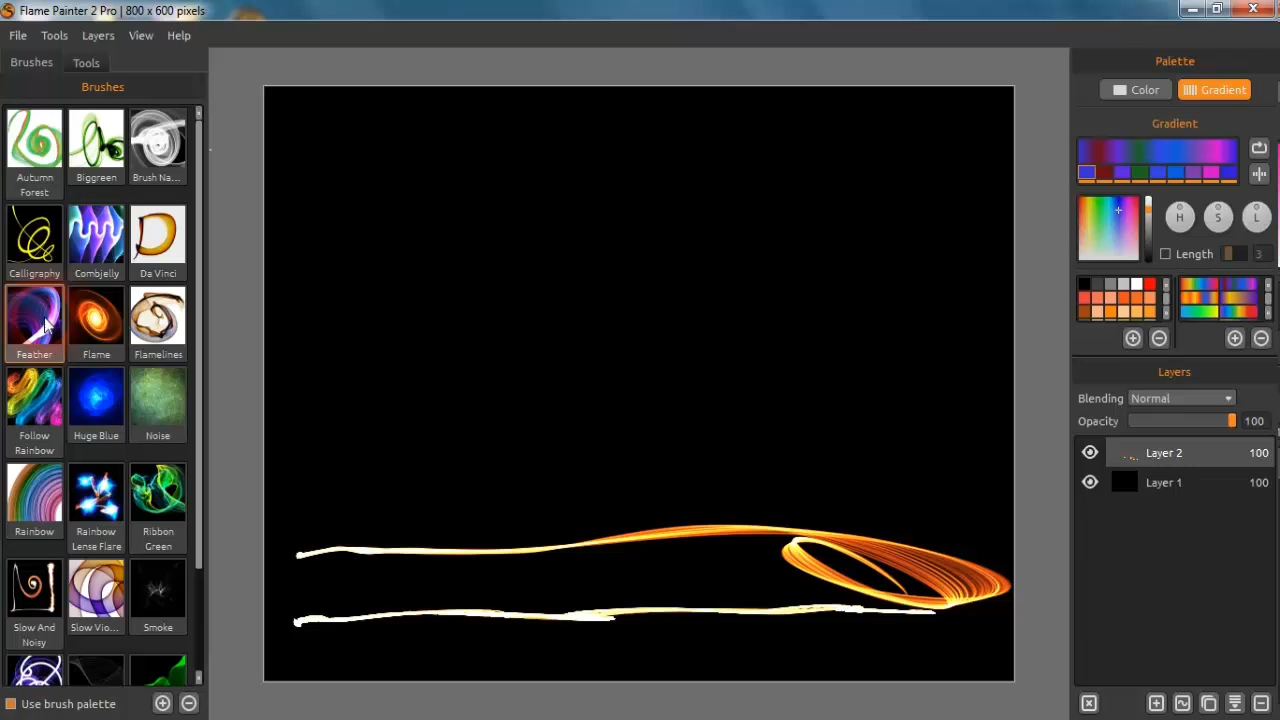 Flame Painter 2 Pro | 800 x 600 pixels
File Tools Layers View Help
Brushes Tools
Brushes
Autumn Forest
Biggreen
Brush Na...
Calligraphy
Combjelly
Da Vinci
Feather
Flame
Flamelines
Follow Rainbow
Huge Blue
Noise
Rainbow
Rainbow Lense Flare
Ribbon Green
Slow And Noisy
Slow Vio...
Smoke
Use brush palette
Palette
Color Gradient
Gradient
H S L
Length 3
Layers
Blending Normal
Opacity 100
Layer 2 100
Layer 1 100